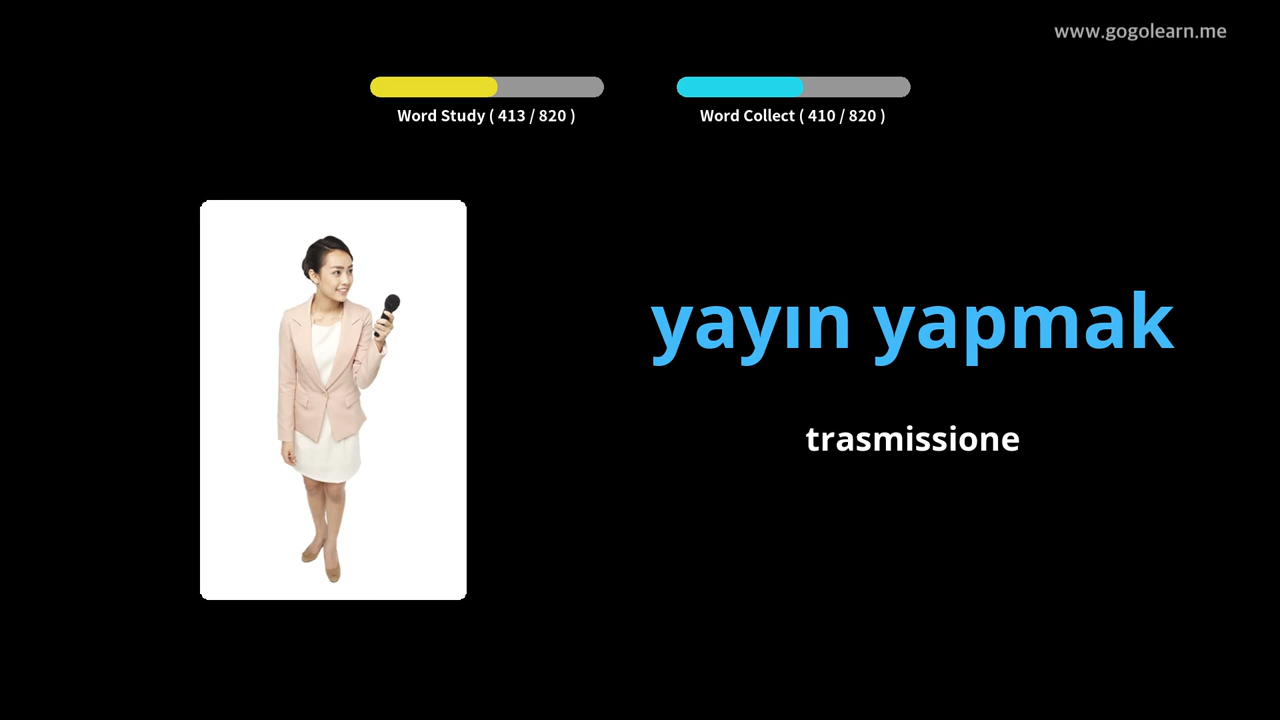 www.gogolearn.me
Word Study ( 413 / 820 )
Word Collect ( 410 / 820 )
yayın yapmak
trasmissione